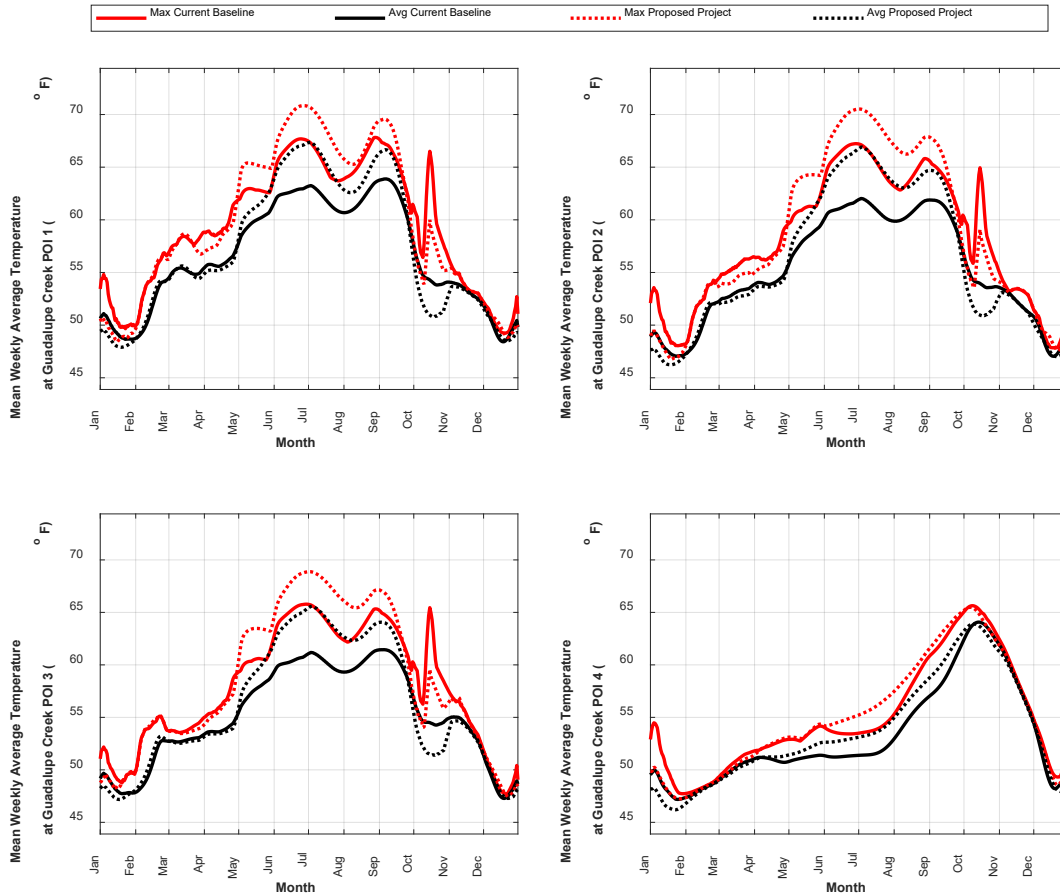 Max Current Baseline Avg Current Baseline Max Proposed Project Avg Proposed Project
Mean Weekly Average Temperature
at Guadalupe Creek POI 1 (
o F)
70
65
60
55
50
45
Jan Feb Mar Apr May Jun Jul Aug Sep Oct Nov Dec
Month
Mean Weekly Average Temperature
at Guadalupe Creek POI 2 (
o F)
70
65
60
55
50
45
Jan Feb Mar Apr May Jun Jul Aug Sep Oct Nov Dec
Month
Mean Weekly Average Temperature
at Guadalupe Creek POI 3 (
o F)
70
65
60
55
50
45
Jan Feb Mar Apr May Jun Jul Aug Sep Oct Nov Dec
Month
Mean Weekly Average Temperature
at Guadalupe Creek POI 4 (
o F)
70
65
60
55
50
45
Jan Feb Mar Apr May Jun Jul Aug Sep Oct Nov Dec
Month